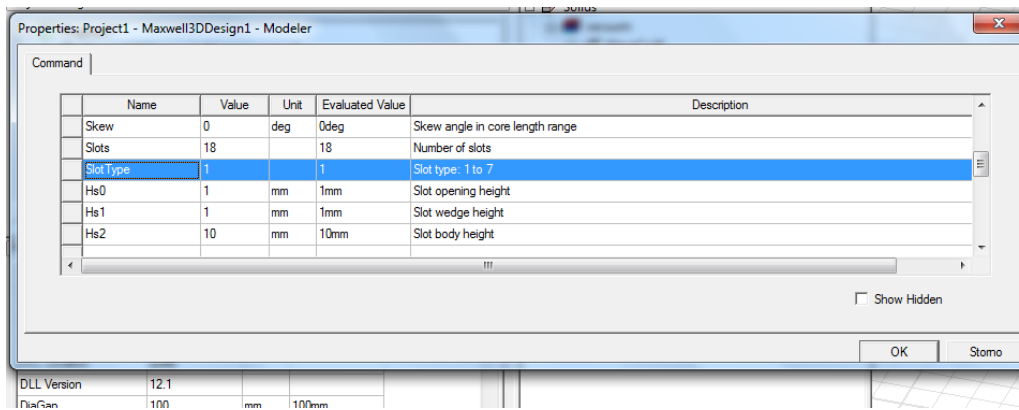 Solids
Properties: Project1 - Maxwell3DDesign1 - Modeler
Command
Name Value Unit Evaluated Value Description
Skew 0 deg 0deg Skew angle in core length range
Slots 18 18 Number of slots
SlotType 1 1 Slot type: 1 to 7
Hs0 1 mm 1mm Slot opening height
Hs1 1 mm 1mm Slot wedge height
Hs2 10 mm 10mm Slot body height
Show Hidden
OK Storno
DLL Version 12.1
DiaGap 100 mm 100mm